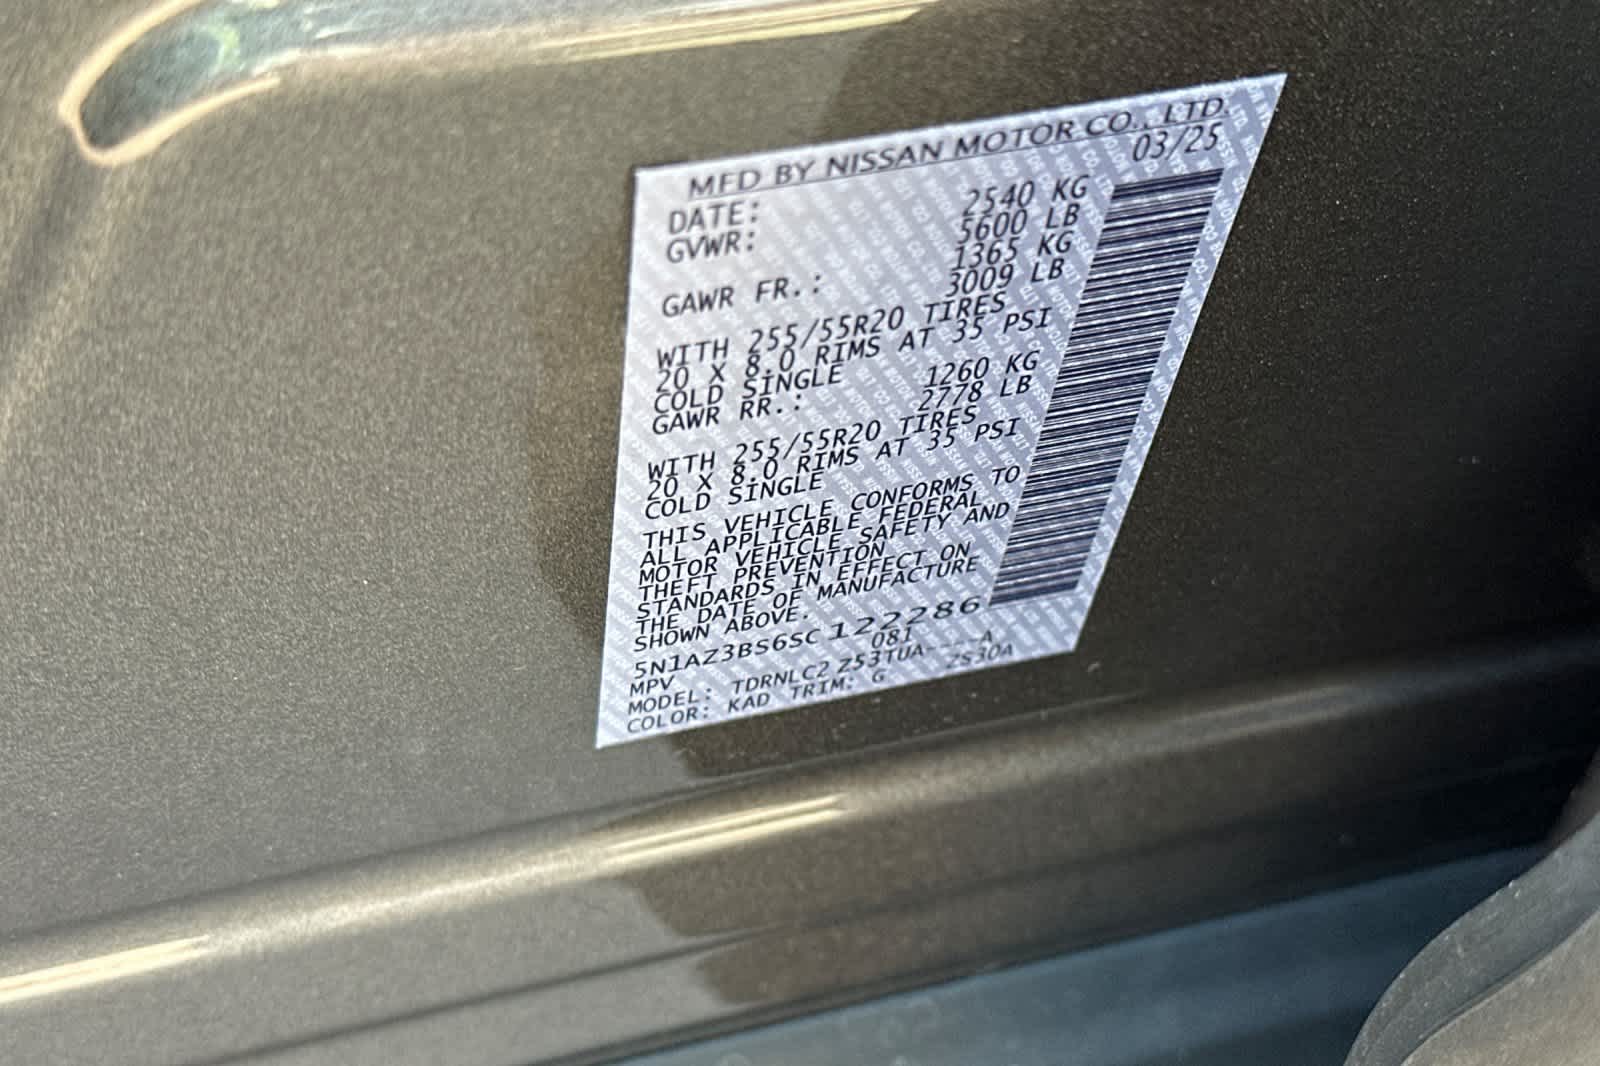 MFD BY NISSAN MOTOR CO., LTD.
DATE: 03/25
GVWR: 2540 KG
5600 LB
GAWR FR.: 1365 KG
3009 LB
WITH 255/55R20 TIRES
20 X 8.0 RIMS AT 35 PSI
COLD SINGLE
GAWR RR.: 1260 KG
2778 LB
WITH 255/55R20 TIRES
20 X 8.0 RIMS AT 35 PSI
COLD SINGLE
THIS VEHICLE CONFORMS TO
ALL APPLICABLE FEDERAL
MOTOR VEHICLE SAFETY AND
THEFT PREVENTION
STANDARDS IN EFFECT ON
THE DATE OF MANUFACTURE
SHOWN ABOVE.
5N1AZ3BS6SC122286
MPV 081
MODEL: TDRNLC2 Z53TUA----A
COLOR: KAD TRIM: G ZS30A